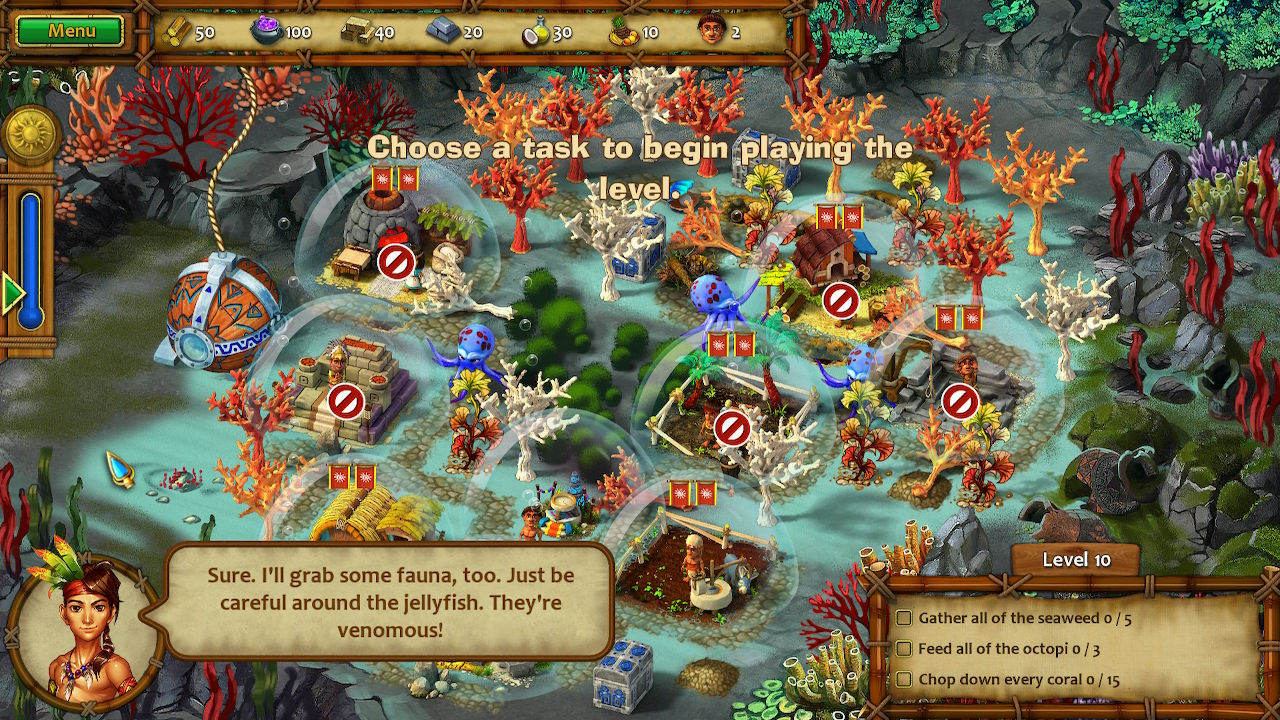 Menu
50
100
40
20
30
10
2
Choose a task to begin playing the
level.
Sure. I'll grab some fauna, too. Just be
careful around the jellyfish. They're
venomous!
Level 10
Gather all of the seaweed 0 / 5
Feed all of the octopi 0 / 3
Chop down every coral 0 / 15